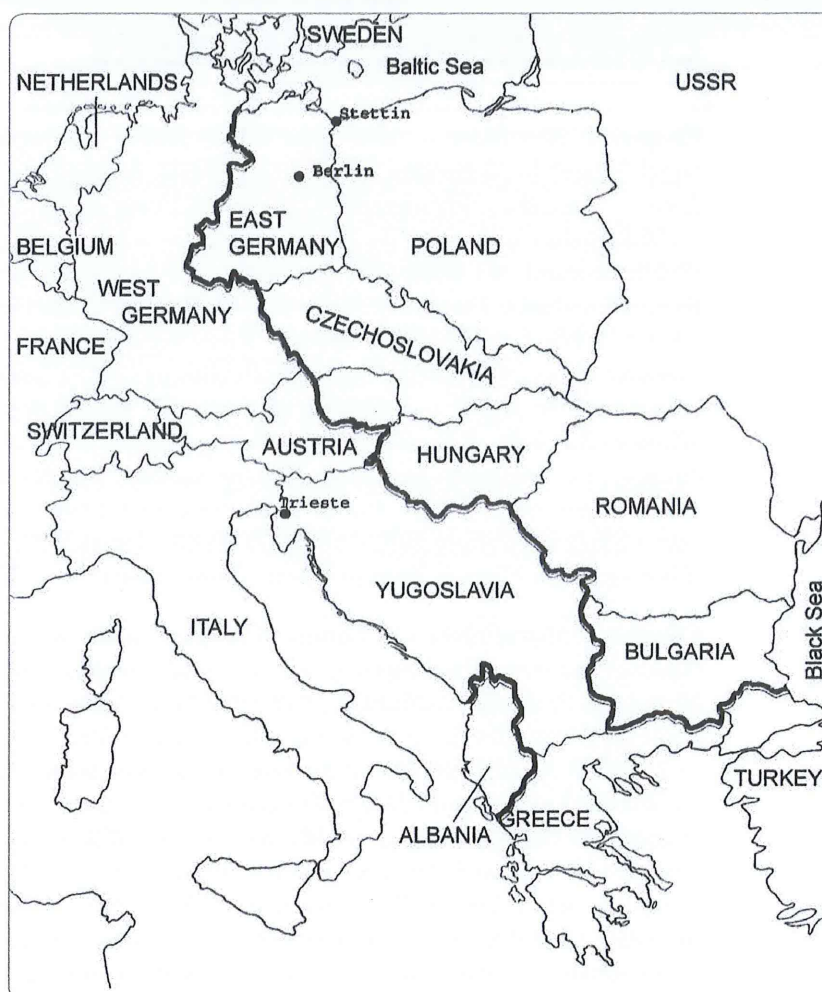 SWEDEN
Baltic Sea
USSR
NETHERLANDS
Stettin
Berlin
EAST
GERMANY
POLAND
BELGIUM
WEST
GERMANY
CZECHOSLOVAKIA
FRANCE
SWITZERLAND
AUSTRIA
HUNGARY
ROMANIA
Trieste
YUGOSLAVIA
ITALY
BULGARIA
Black Sea
TURKEY
ALBANIA
GREECE